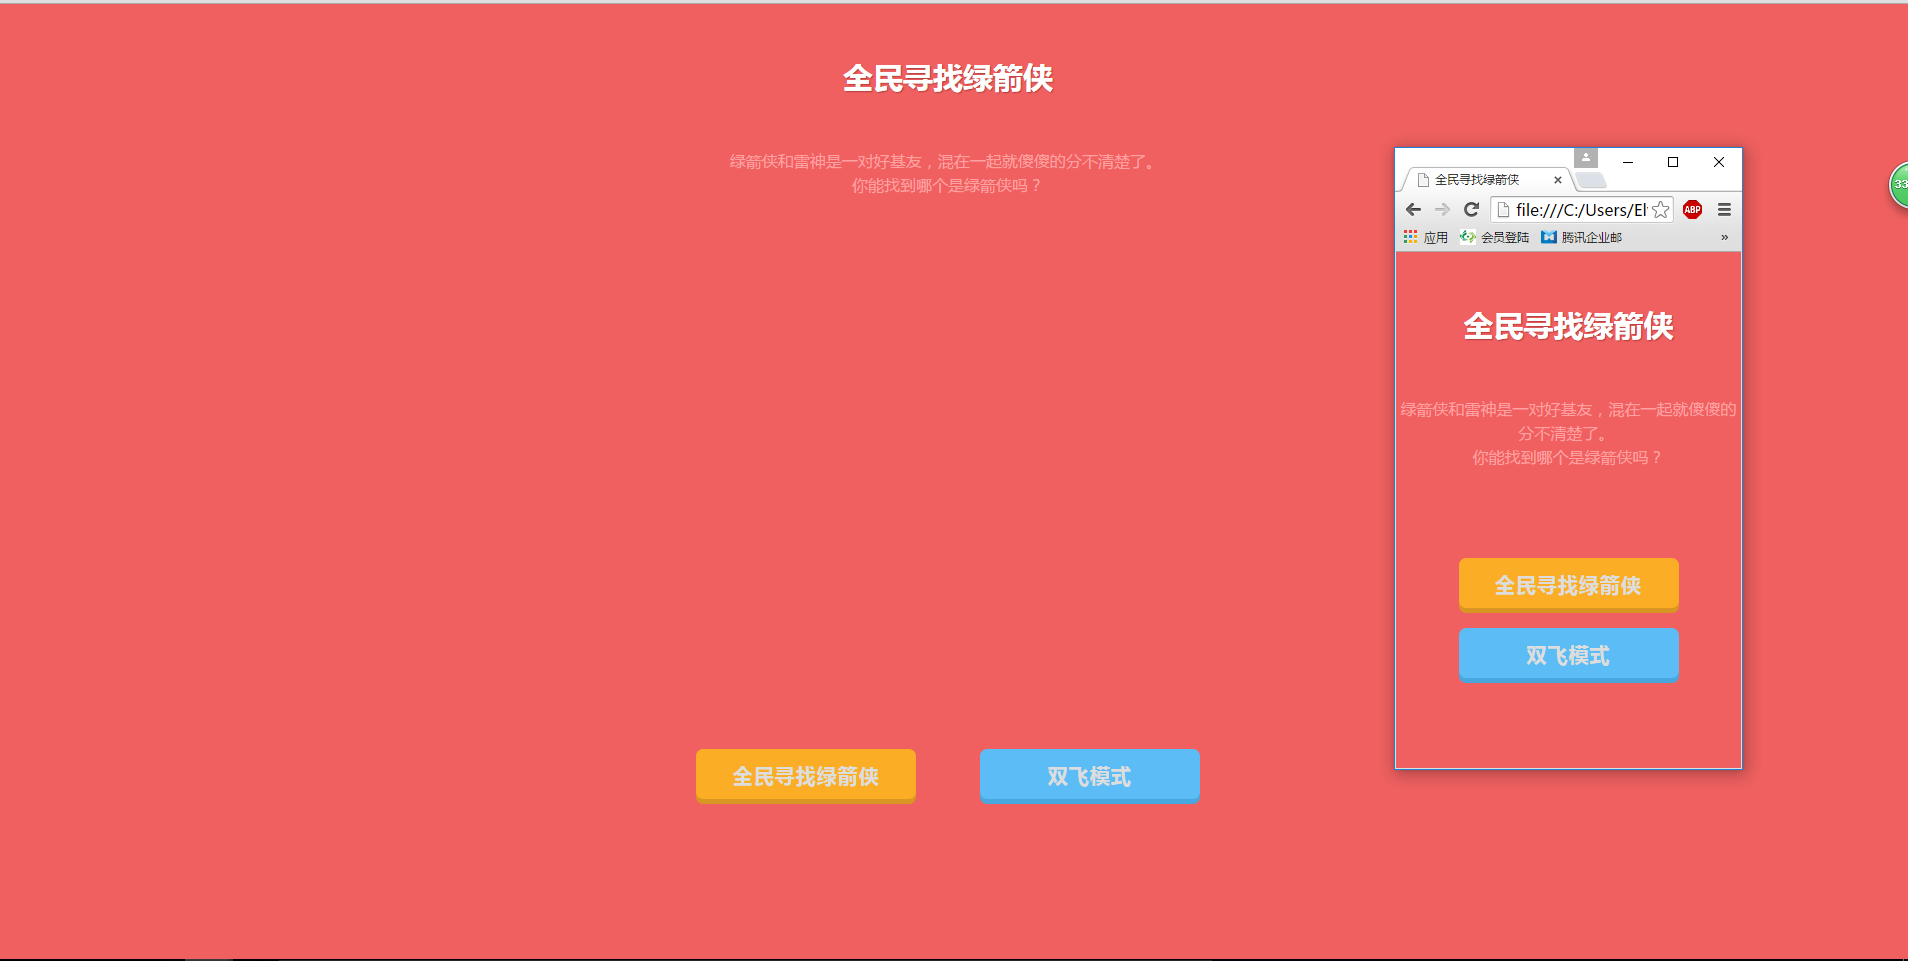 全民寻找绿箭侠
绿箭侠和雷神是一对好基友，混在一起就傻傻的分不清楚了。
你能找到哪个是绿箭侠吗？
全民寻找绿箭侠
双飞模式
33
全民寻找绿箭侠
file:///C:/Users/El
ABP
应用
会员登陆
腾讯企业邮
»
全民寻找绿箭侠
绿箭侠和雷神是一对好基友，混在一起就傻傻的
分不清楚了。
你能找到哪个是绿箭侠吗？
全民寻找绿箭侠
双飞模式